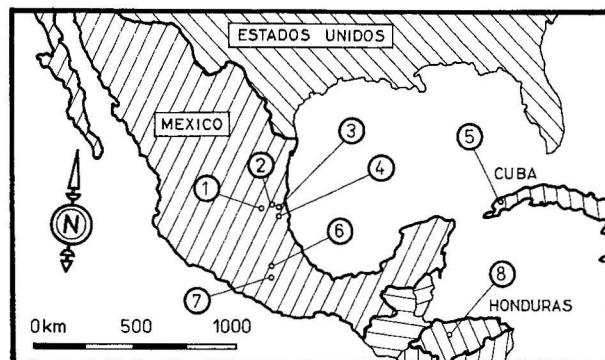 ESTADOS UNIDOS
MEXICO
3
5
2
4
CUBA
1
N
6
7
8
HONDURAS
0km 500 1000